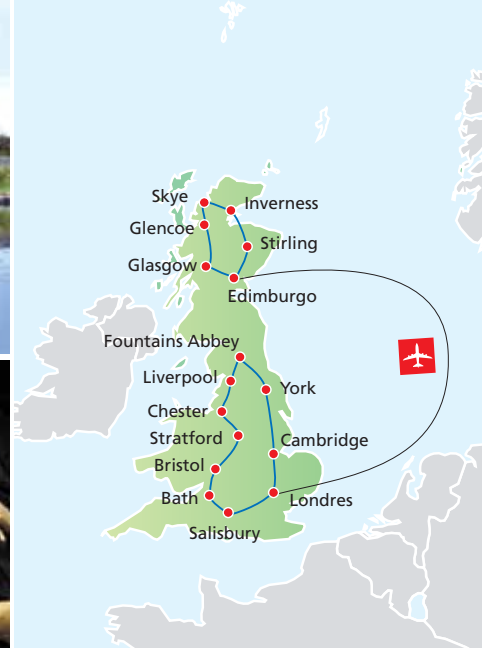 Skye
Inverness
Glencoe
Stirling
Glasgow
Edimburgo
Fountains Abbey
Liverpool
York
Chester
Stratford
Cambridge
Bristol
Bath
Londres
Salisbury